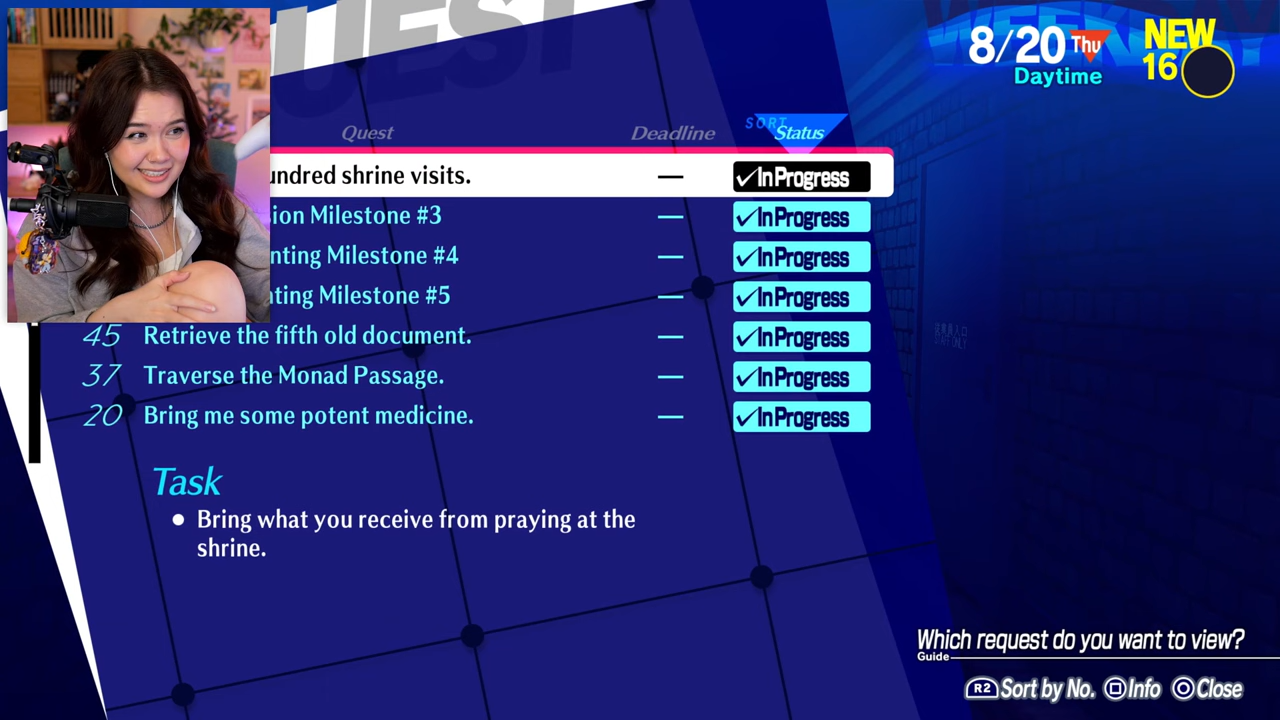 8/20 Thu
Daytime
NEW
16
Quest Deadline SORT Status
undred shrine visits. — ✓In Progress
ion Milestone #3 — ✓In Progress
nting Milestone #4 — ✓In Progress
ting Milestone #5 — ✓In Progress
45 Retrieve the fifth old document. — ✓In Progress
37 Traverse the Monad Passage. — ✓In Progress
20 Bring me some potent medicine. — ✓In Progress
Task
• Bring what you receive from praying at the
shrine.
Which request do you want to view?
Guide
R2 Sort by No. Info Close